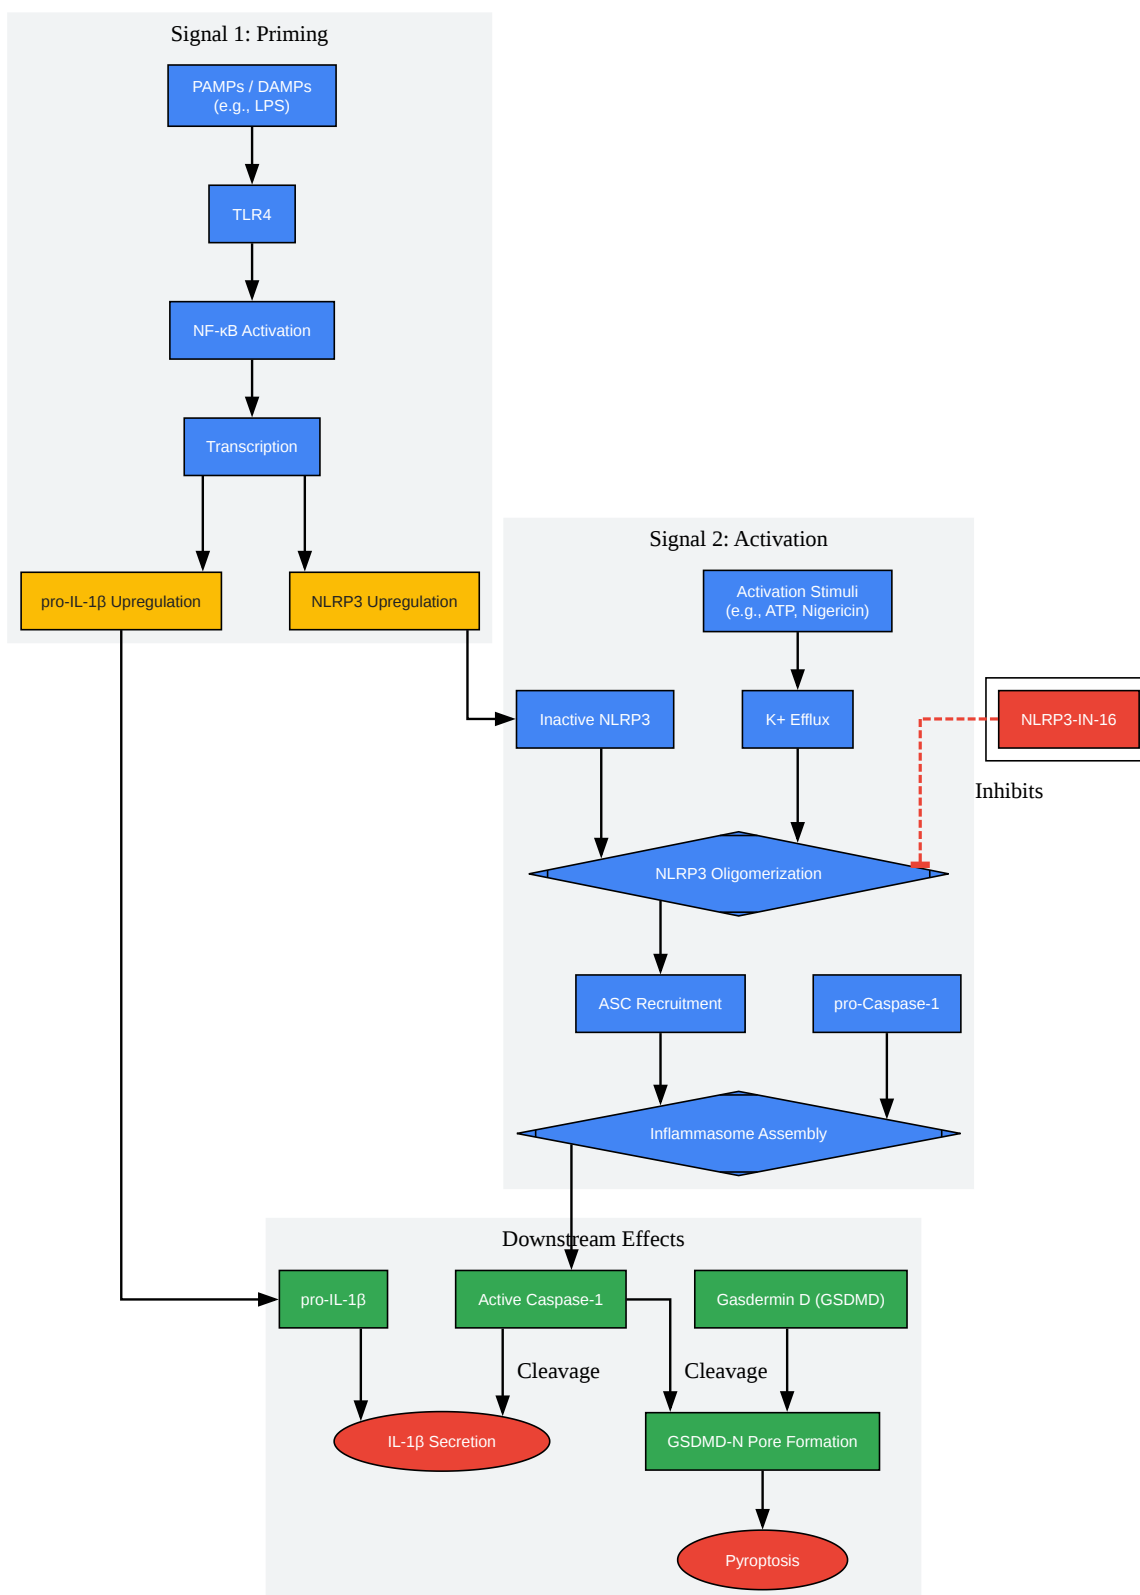 Signal 1: Priming
PAMPs / DAMPs
(e.g., LPS)
TLR4
NF-κB Activation
Transcription
pro-IL-1β Upregulation
NLRP3 Upregulation
Signal 2: Activation
Activation Stimuli
(e.g., ATP, Nigericin)
Inactive NLRP3
K+ Efflux
NLRP3-IN-16
Inhibits
NLRP3 Oligomerization
ASC Recruitment
pro-Caspase-1
Inflammasome Assembly
Downstream Effects
pro-IL-1β
Active Caspase-1
Gasdermin D (GSDMD)
Cleavage
Cleavage
IL-1β Secretion
GSDMD-N Pore Formation
Pyroptosis